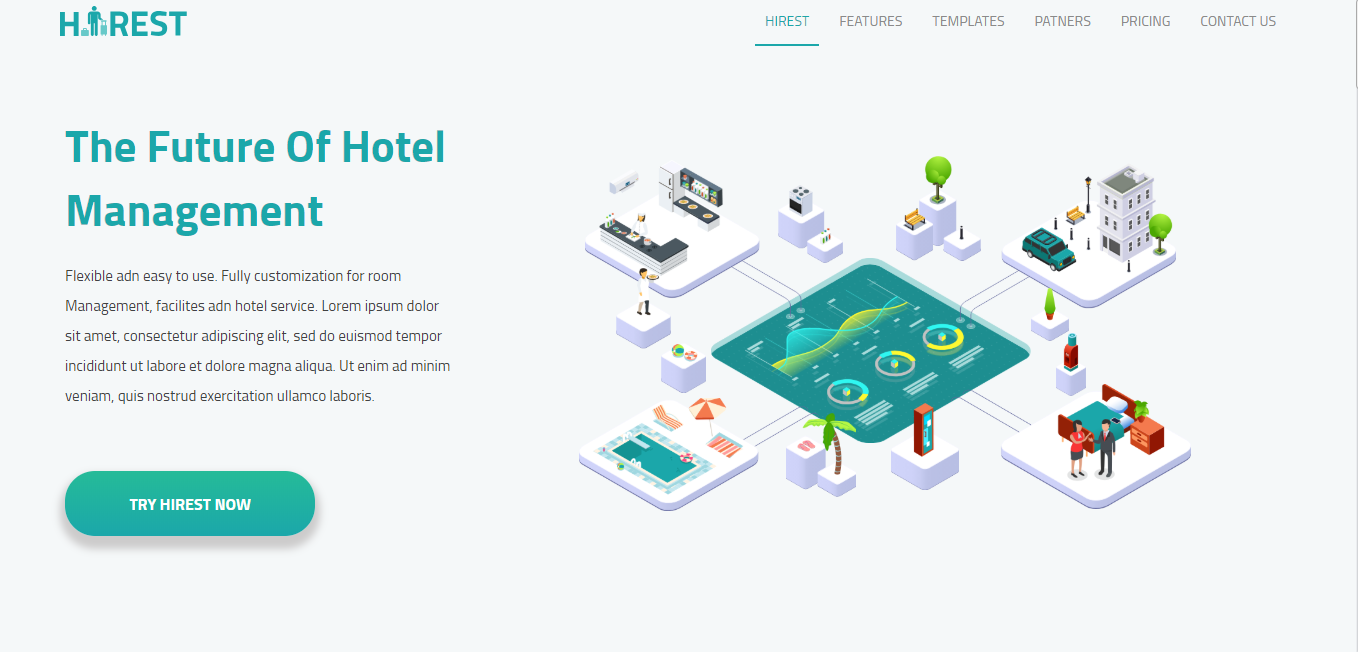 HIREST
HIREST FEATURES TEMPLATES PATNERS PRICING CONTACT US
The Future Of Hotel
Management
Flexible adn easy to use. Fully customization for room
Management, facilites adn hotel service. Lorem ipsum dolor
sit amet, consectetur adipiscing elit, sed do euismod tempor
incididunt ut labore et dolore magna aliqua. Ut enim ad minim
veniam, quis nostrud exercitation ullamco laboris.
TRY HIREST NOW